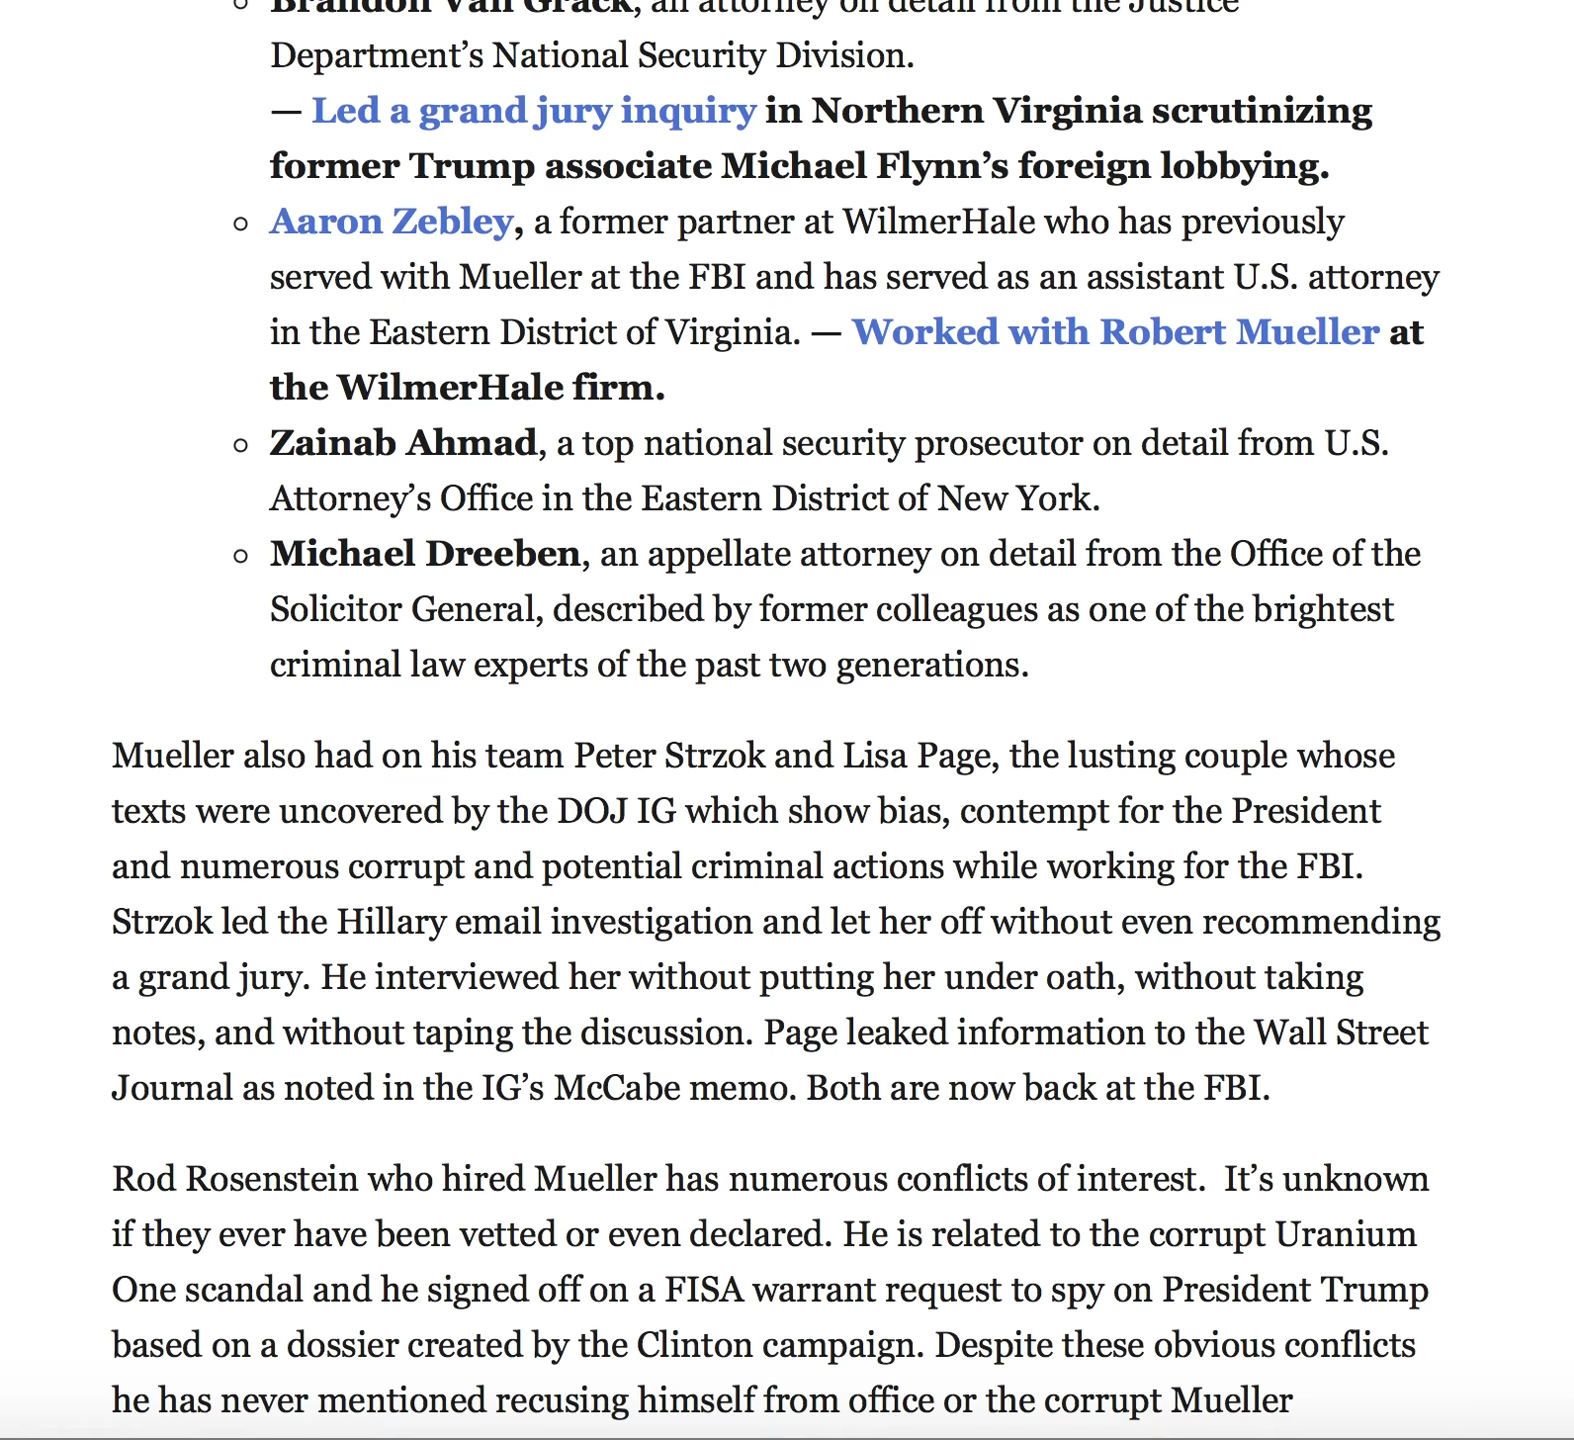 Brandon Van Grack, an attorney on detail from the Justice
Department’s National Security Division.
— Led a grand jury inquiry in Northern Virginia scrutinizing
former Trump associate Michael Flynn’s foreign lobbying.
Aaron Zebley, a former partner at WilmerHale who has previously
served with Mueller at the FBI and has served as an assistant U.S. attorney
in the Eastern District of Virginia. — Worked with Robert Mueller at
the WilmerHale firm.
Zainab Ahmad, a top national security prosecutor on detail from U.S.
Attorney’s Office in the Eastern District of New York.
Michael Dreeben, an appellate attorney on detail from the Office of the
Solicitor General, described by former colleagues as one of the brightest
criminal law experts of the past two generations.
Mueller also had on his team Peter Strzok and Lisa Page, the lusting couple whose
texts were uncovered by the DOJ IG which show bias, contempt for the President
and numerous corrupt and potential criminal actions while working for the FBI.
Strzok led the Hillary email investigation and let her off without even recommending
a grand jury. He interviewed her without putting her under oath, without taking
notes, and without taping the discussion. Page leaked information to the Wall Street
Journal as noted in the IG’s McCabe memo. Both are now back at the FBI.
Rod Rosenstein who hired Mueller has numerous conflicts of interest.  It’s unknown
if they ever have been vetted or even declared. He is related to the corrupt Uranium
One scandal and he signed off on a FISA warrant request to spy on President Trump
based on a dossier created by the Clinton campaign. Despite these obvious conflicts
he has never mentioned recusing himself from office or the corrupt Mueller